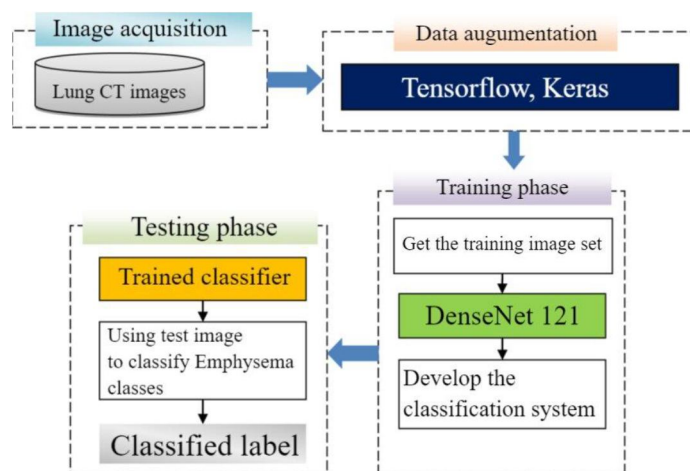 Image acquisition
Lung CT images
Data augumentation
Tensorflow, Keras
Training phase
Get the training image set
DenseNet 121
Develop the
classification system
Testing phase
Trained classifier
Using test image
to classify Emphysema
classes
Classified label